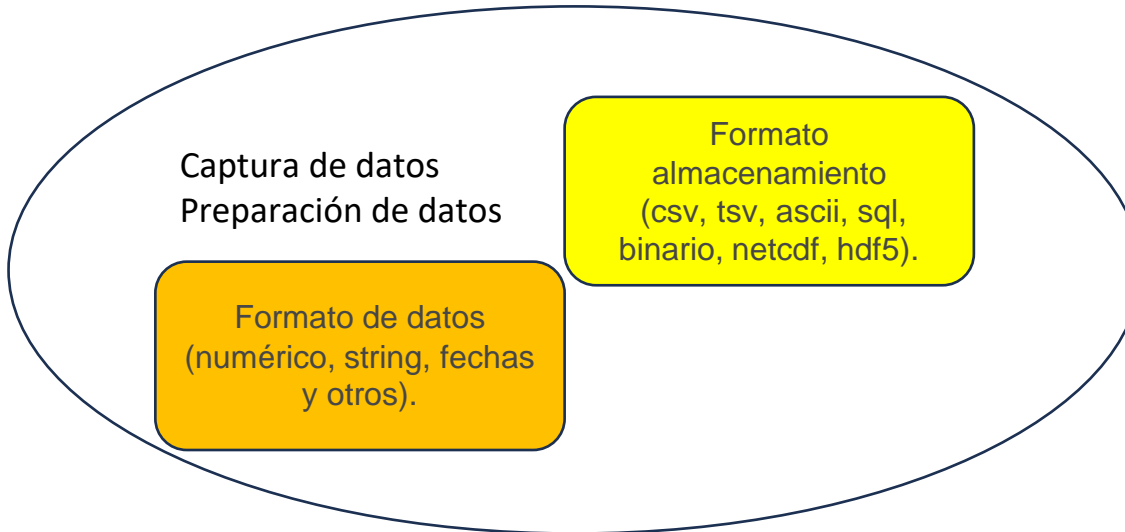 Captura de datos
Preparación de datos
Formato
almacenamiento
(csv, tsv, ascii, sql,
binario, netcdf, hdf5).
Formato de datos
(numérico, string, fechas
y otros).